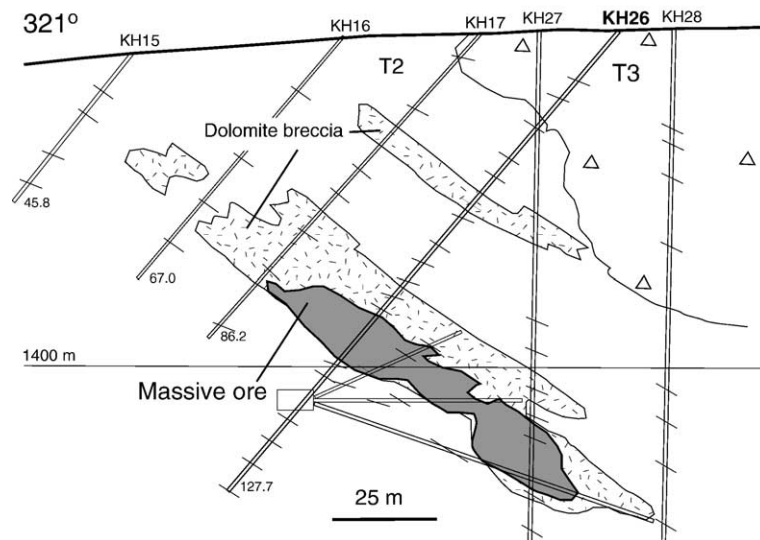 321°
KH15
KH16
KH17
KH27
KH26
KH28
T2
T3
Dolomite breccia
45.8
67.0
86.2
1400 m
Massive ore
127.7
25 m